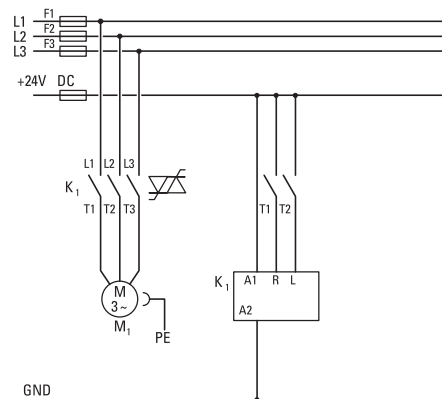 L1 F1
L2 F2
L3 F3
+24V DC
L1 L2 L3
K1
T1 T2 T3
T1 T2
M
3~
M1
PE
K1
A1 R L
A2
GND